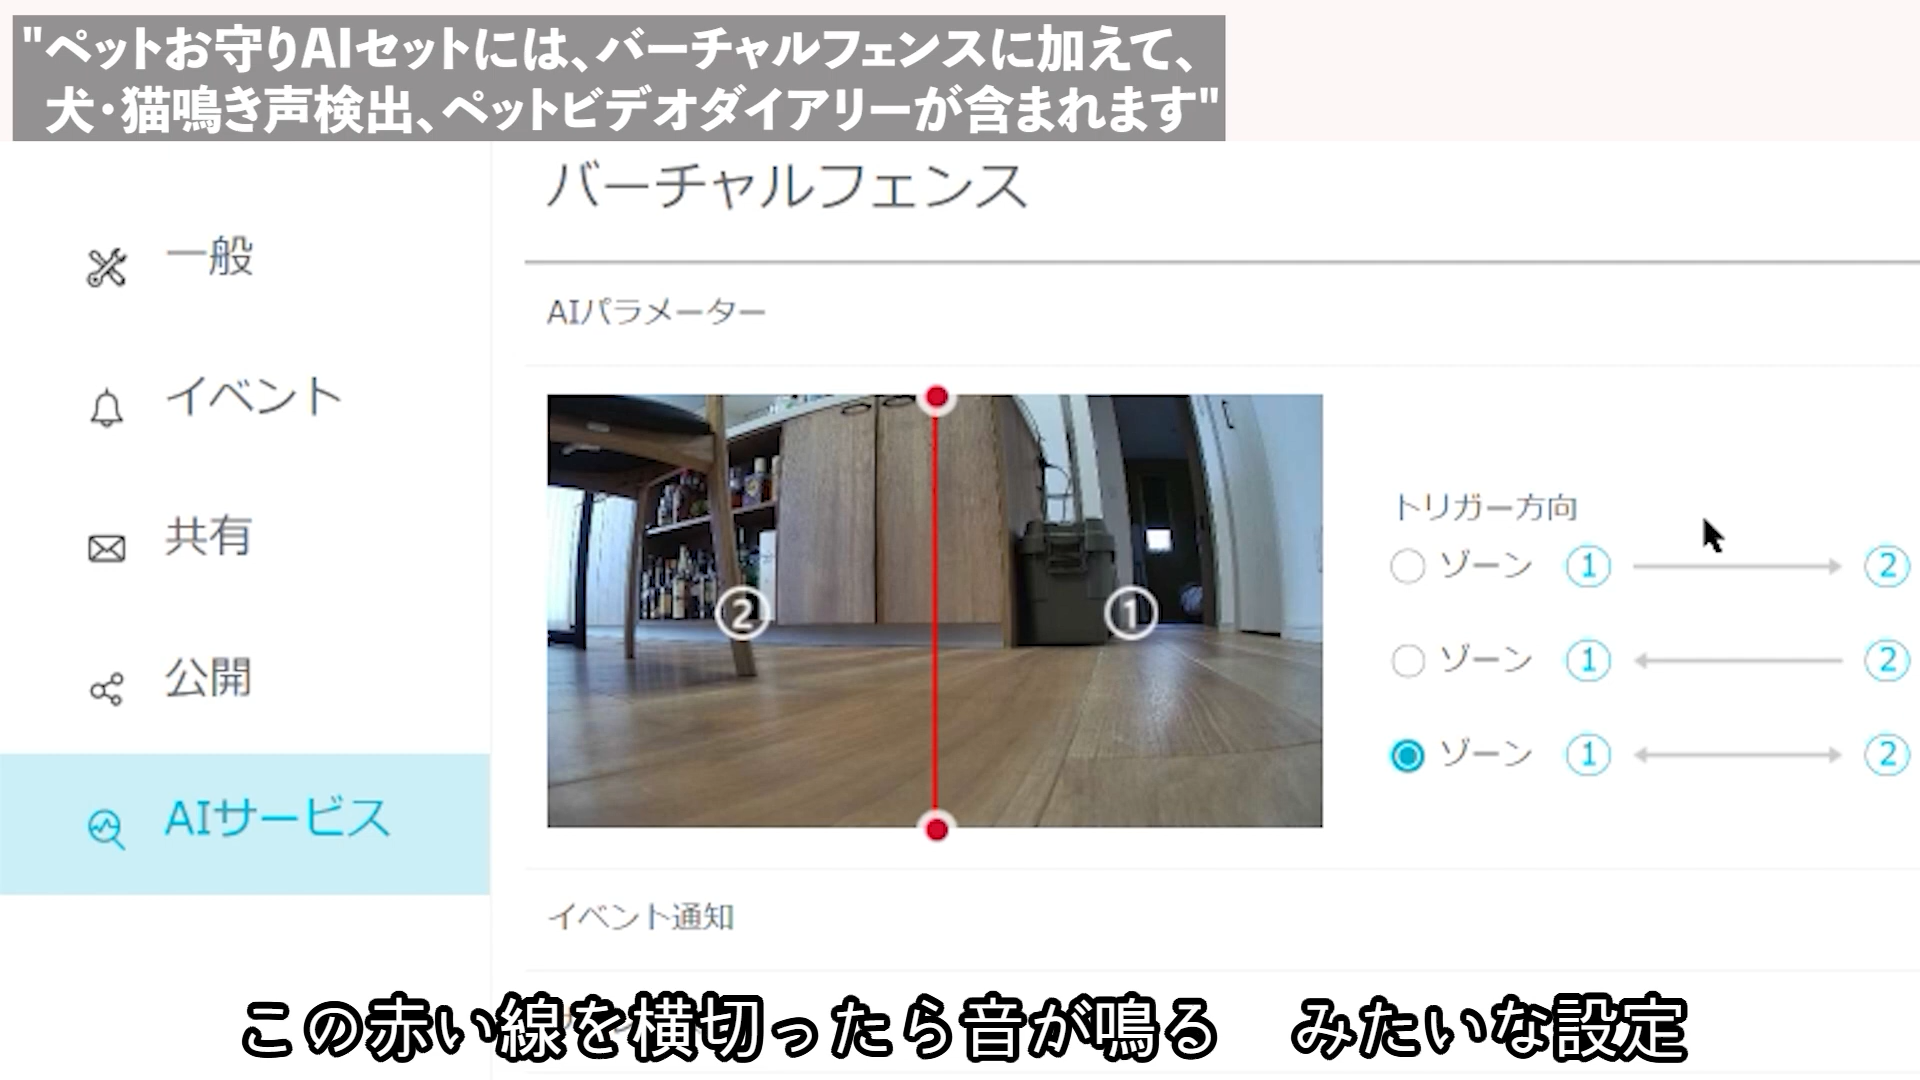 "ペットお守りAIセットには、バーチャルフェンスに加えて、
犬・猫鳴き声検出、ペットビデオダイアリーが含まれます"
バーチャルフェンス
一般
AIパラメーター
イベント
共有
公開
AIサービス
② ①
トリガー方向
ゾーン ① ②
ゾーン ① ②
ゾーン ① ②
イベント通知
この赤い線を横切ったら音が鳴る　みたいな設定